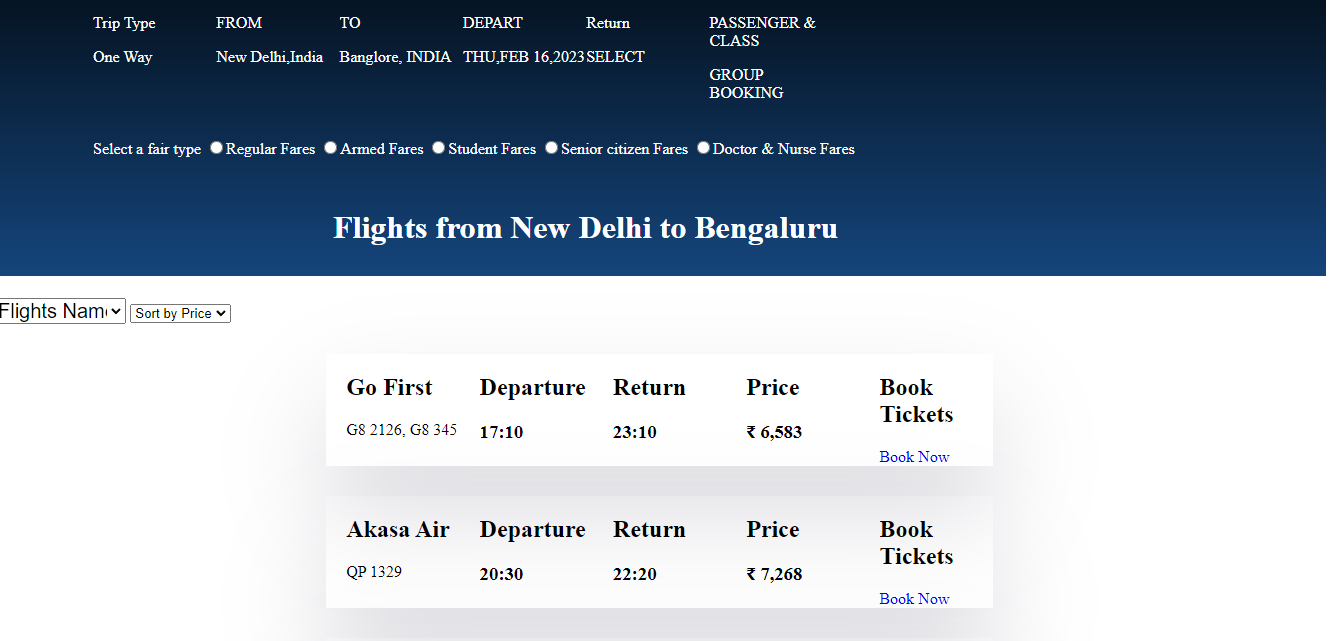 Trip Type FROM TO DEPART Return PASSENGER &
CLASS
One Way New Delhi,India Banglore, INDIA THU,FEB 16,2023 SELECT
GROUP
BOOKING
Select a fair type Regular Fares Armed Fares Student Fares Senior citizen Fares Doctor & Nurse Fares
Flights from New Delhi to Bengaluru
Flights Nam Sort by Price
Go First Departure Return Price Book
Tickets
G8 2126, G8 345 17:10 23:10 ₹ 6,583
Book Now
Akasa Air Departure Return Price Book
Tickets
QP 1329 20:30 22:20 ₹ 7,268
Book Now